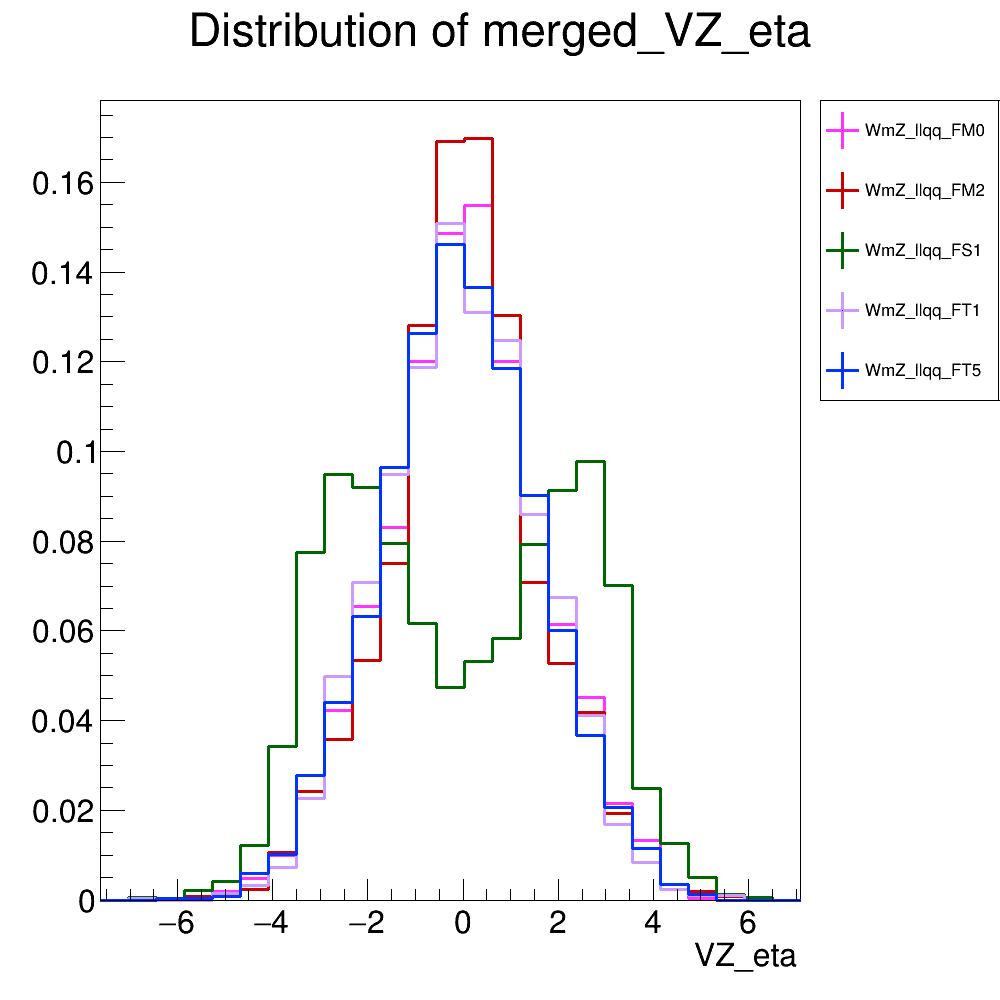 Distribution of merged_VZ_eta
WmZ_llqq_FM0
WmZ_llqq_FM2
WmZ_llqq_FS1
WmZ_llqq_FT1
WmZ_llqq_FT5
0.16
0.14
0.12
0.1
0.08
0.06
0.04
0.02
0
−6 −4 −2 0 2 4 6
VZ_eta